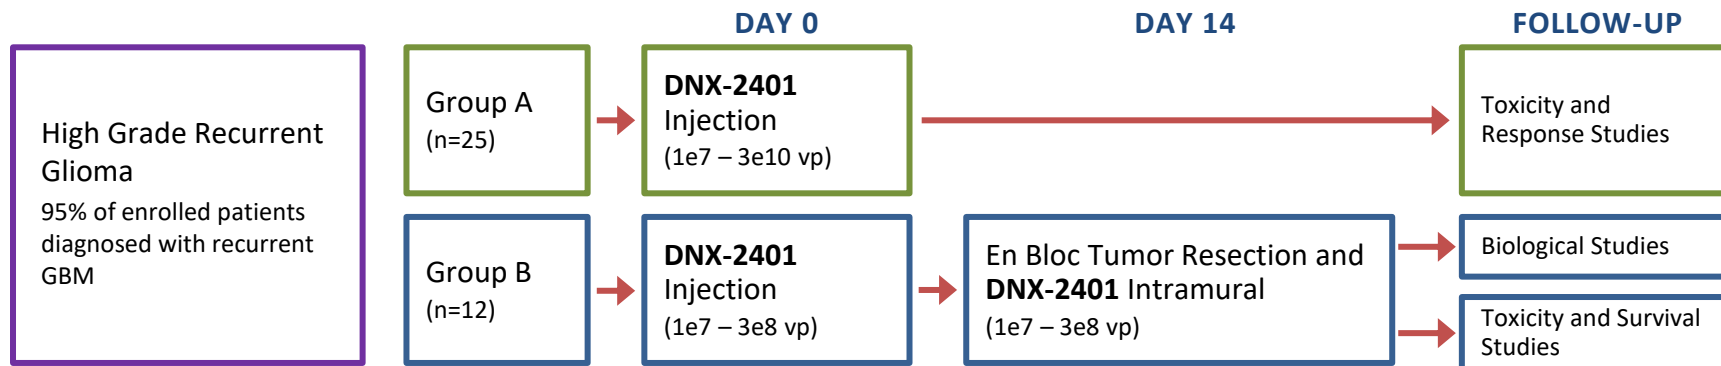 DAY 0
DAY 14
FOLLOW-UP
High Grade Recurrent
Glioma
95% of enrolled patients
diagnosed with recurrent
GBM
Group A
(n=25)
DNX-2401
Injection
(1e7 – 3e10 vp)
Toxicity and
Response Studies
Group B
(n=12)
DNX-2401
Injection
(1e7 – 3e8 vp)
En Bloc Tumor Resection and
DNX-2401 Intramural
(1e7 – 3e8 vp)
Biological Studies
Toxicity and Survival
Studies